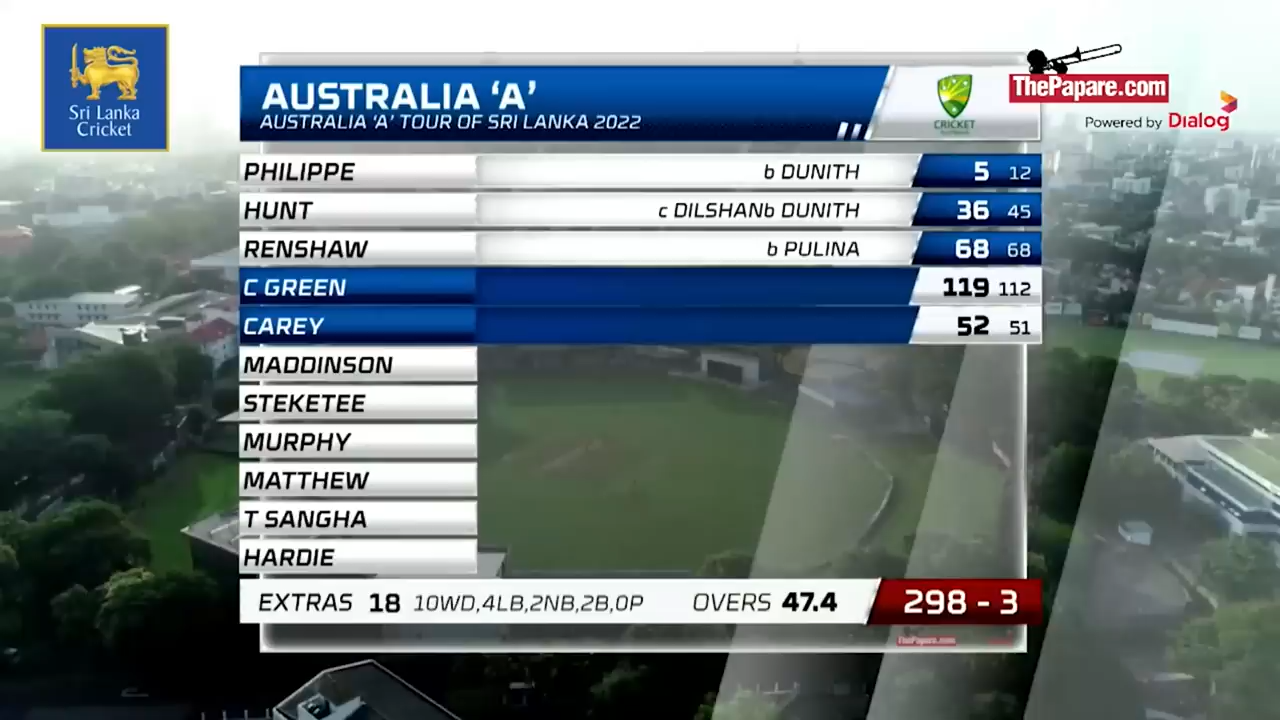 Sri Lanka
Cricket
AUSTRALIA ‘A’
AUSTRALIA ‘A’ TOUR OF SRI LANKA 2022
CRICKET
ThePapare.com
Powered by Dialog
PHILIPPE b DUNITH 5 12
HUNT c DILSHANb DUNITH 36 45
RENSHAW b PULINA 68 68
C GREEN 119 112
CAREY 52 51
MADDINSON
STEKETEE
MURPHY
MATTHEW
T SANGHA
HARDIE
EXTRAS 18 10WD,4LB,2NB,2B,0P OVERS 47.4 298 - 3
ThePapare.com